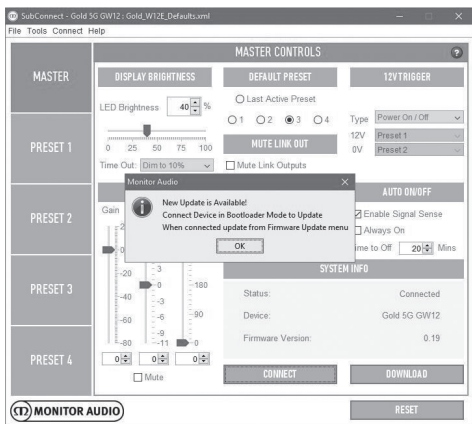 SubConnect - Gold 5G GW12 : Gold_W12E_Defaults.xml
File Tools Connect Help
MASTER CONTROLS
?
MASTER
PRESET 1
PRESET 2
PRESET 3
PRESET 4
DISPLAY BRIGHTNESS
LED Brightness 40 %
0 25 50 75 100
Time Out: Dim to 10%
DEFAULT PRESET
Last Active Preset
1 2 3 4
MUTE LINK OUT
Mute Link Outputs
12V TRIGGER
Type Power On / Off
12V Preset 1
0V Preset 2
Monitor Audio
New Update is Available!
Connect Device in Bootloader Mode to Update
When connected update from Firmware Update menu
OK
Gain
0
-20 -3
-40 0 180
-60 -3 -90
-6
-9
-80 -11 0
0 0 0
Mute
AUTO ON/OFF
Enable Signal Sense
Always On
Time to Off 20 Mins
SYSTEM INFO
Status: Connected
Device: Gold 5G GW12
Firmware Version: 0.19
CONNECT
DOWNLOAD
MONITOR AUDIO
RESET